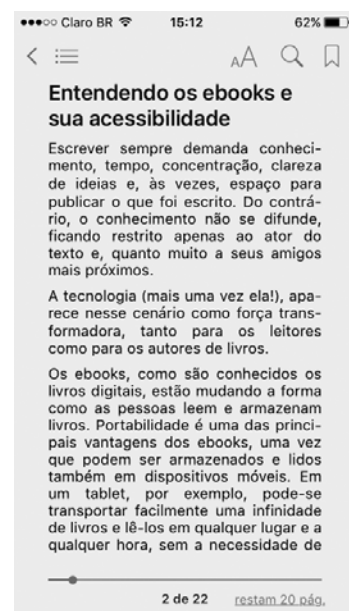 Claro BR 15:12 62%
AA
Entendendo os ebooks e
sua acessibilidade
Escrever sempre demanda conheci-
mento, tempo, concentração, clareza
de ideias e, às vezes, espaço para
publicar o que foi escrito. Do contrá-
rio, o conhecimento não se difunde,
ficando restrito apenas ao ator do
texto e, quanto muito a seus amigos
mais próximos.
A tecnologia (mais uma vez ela!), apa-
rece nesse cenário como força trans-
formadora, tanto para os leitores
como para os autores de livros.
Os ebooks, como são conhecidos os
livros digitais, estão mudando a forma
como as pessoas leem e armazenam
livros. Portabilidade é uma das princi-
pais vantagens dos ebooks, uma vez
que podem ser armazenados e lidos
também em dispositivos móveis. Em
um tablet, por exemplo, pode-se
transportar facilmente uma infinidade
de livros e lê-los em qualquer lugar e a
qualquer hora, sem a necessidade de
2 de 22 restam 20 pág.